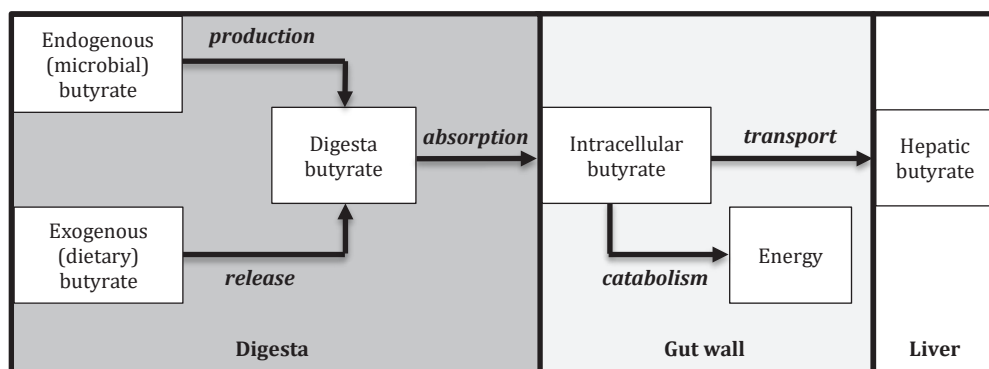 Endogenous
(microbial)
butyrate
production
Digesta
butyrate
absorption
Exogenous
(dietary)
butyrate
release
Digesta
Intracellular
butyrate
transport
catabolism
Energy
Gut wall
Hepatic
butyrate
Liver